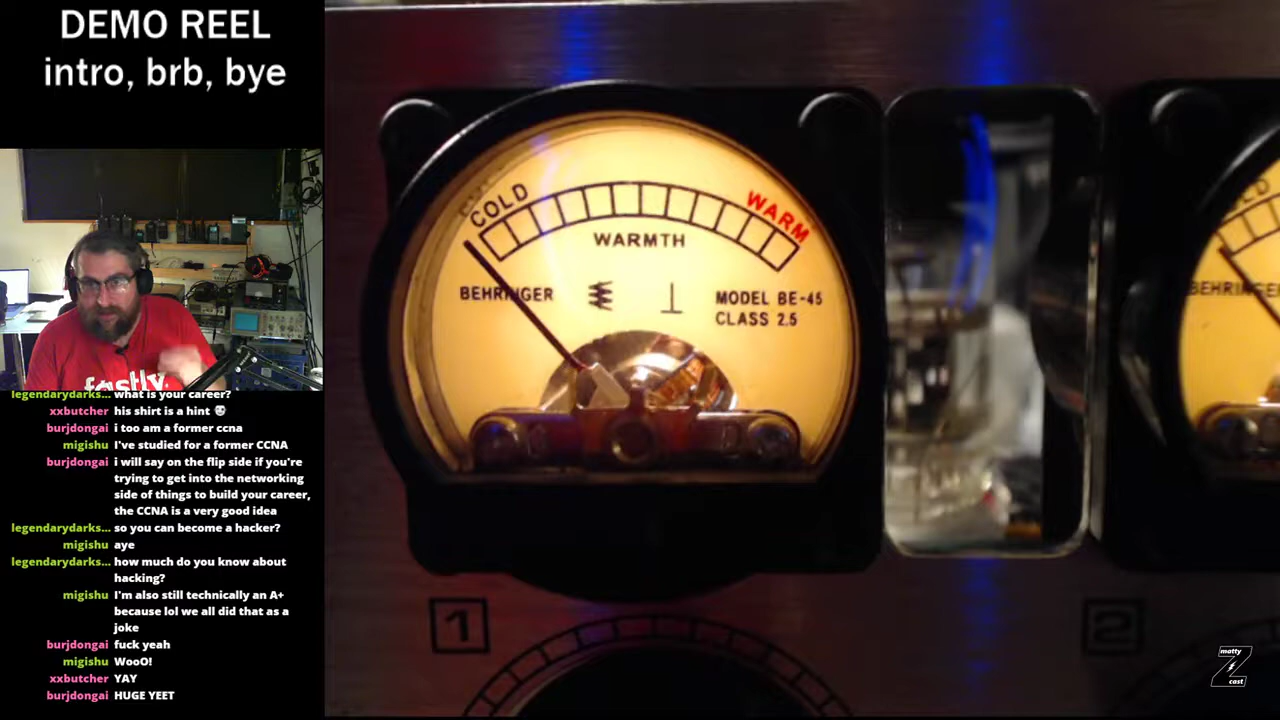 DEMO REEL
intro, brb, bye
fastly.
legendarydarks... what is your career?
xxbutcher his shirt is a hint
burjdongai i too am a former ccna
migishu I've studied for a former CCNA
burjdongai i will say on the flip side if you're
trying to get into the networking
side of things to build your career,
the CCNA is a very good idea
legendarydarks... so you can become a hacker?
migishu aye
legendarydarks... how much do you know about
hacking?
migishu I'm also still technically an A+
because lol we all did that as a
joke
burjdongai fuck yeah
migishu WooO!
xxbutcher YAY
burjdongai HUGE YEET
COLD
WARM
WARMTH
BEHRINGER
MODEL BE-45
CLASS 2.5
1
COLD
BEHRINGER
2
matty
Z
cast